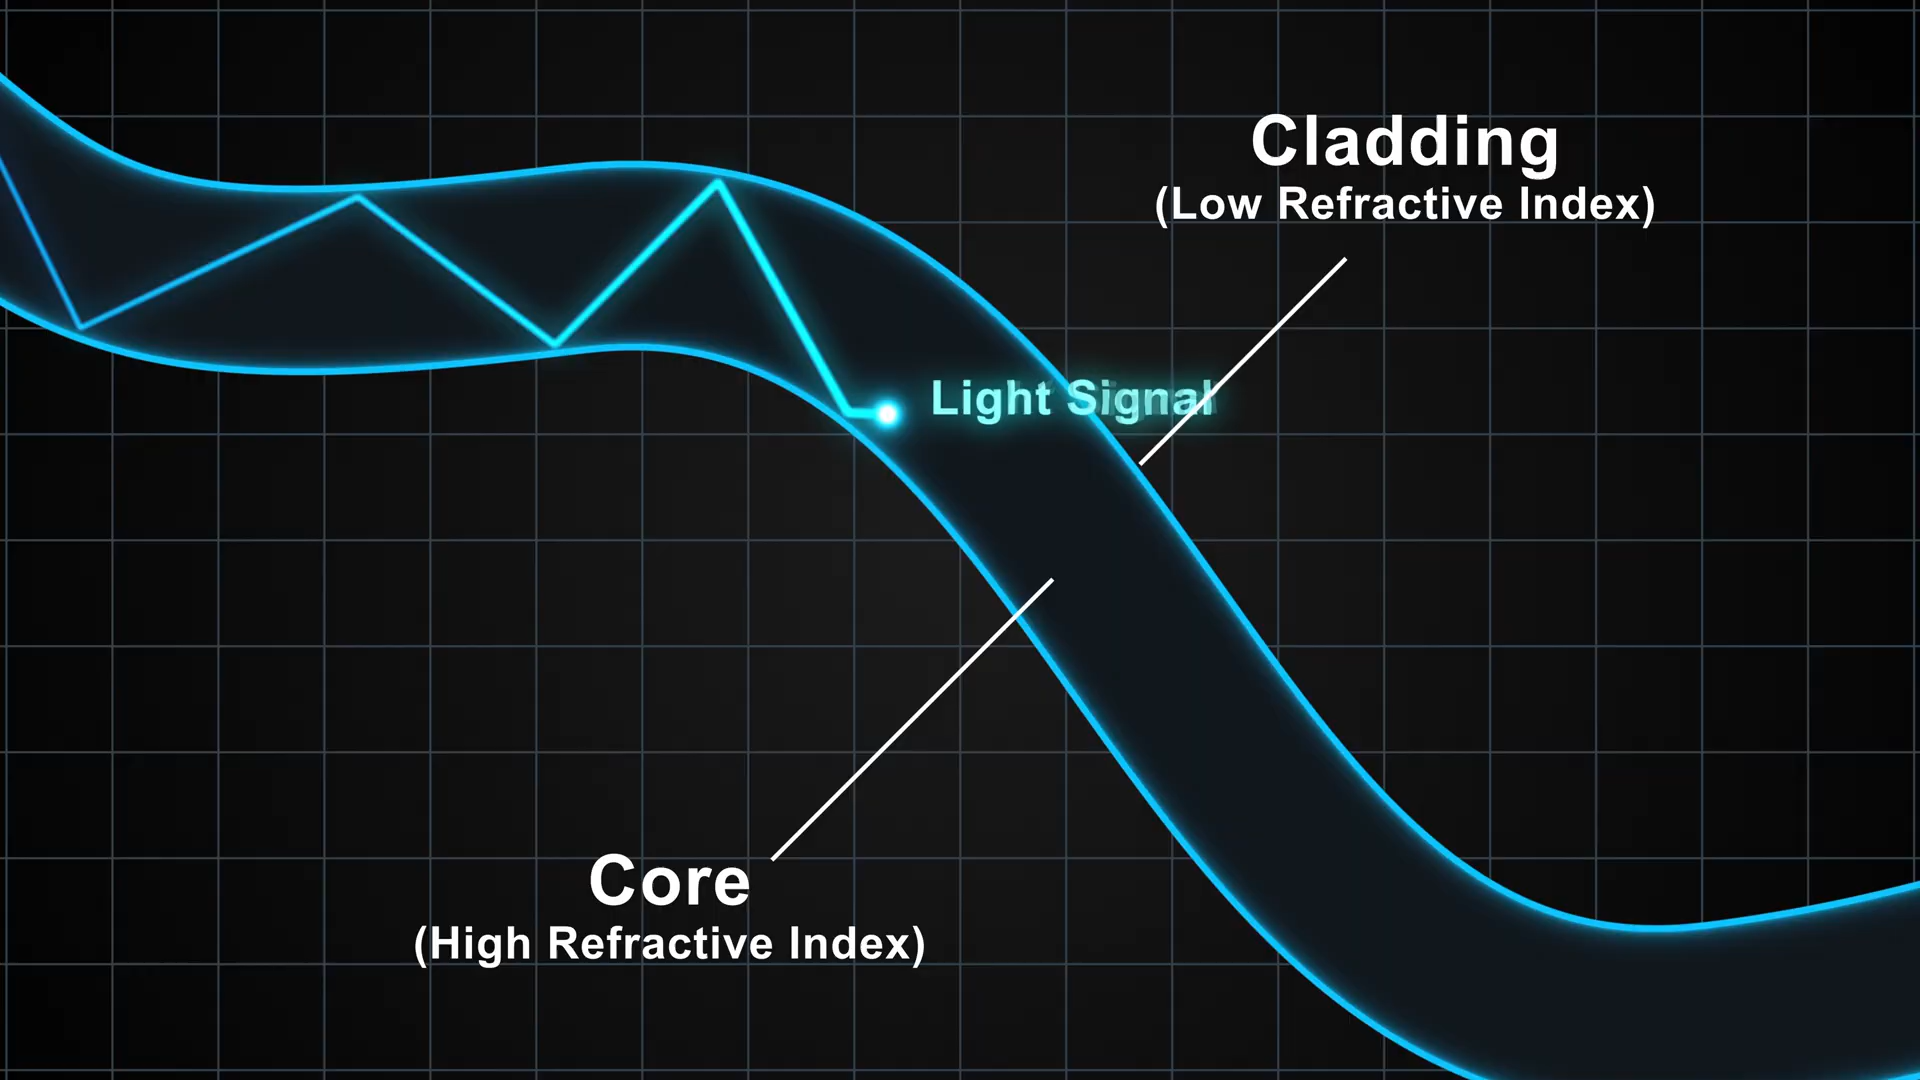 Cladding
(Low Refractive Index)
Light Signal
Core
(High Refractive Index)